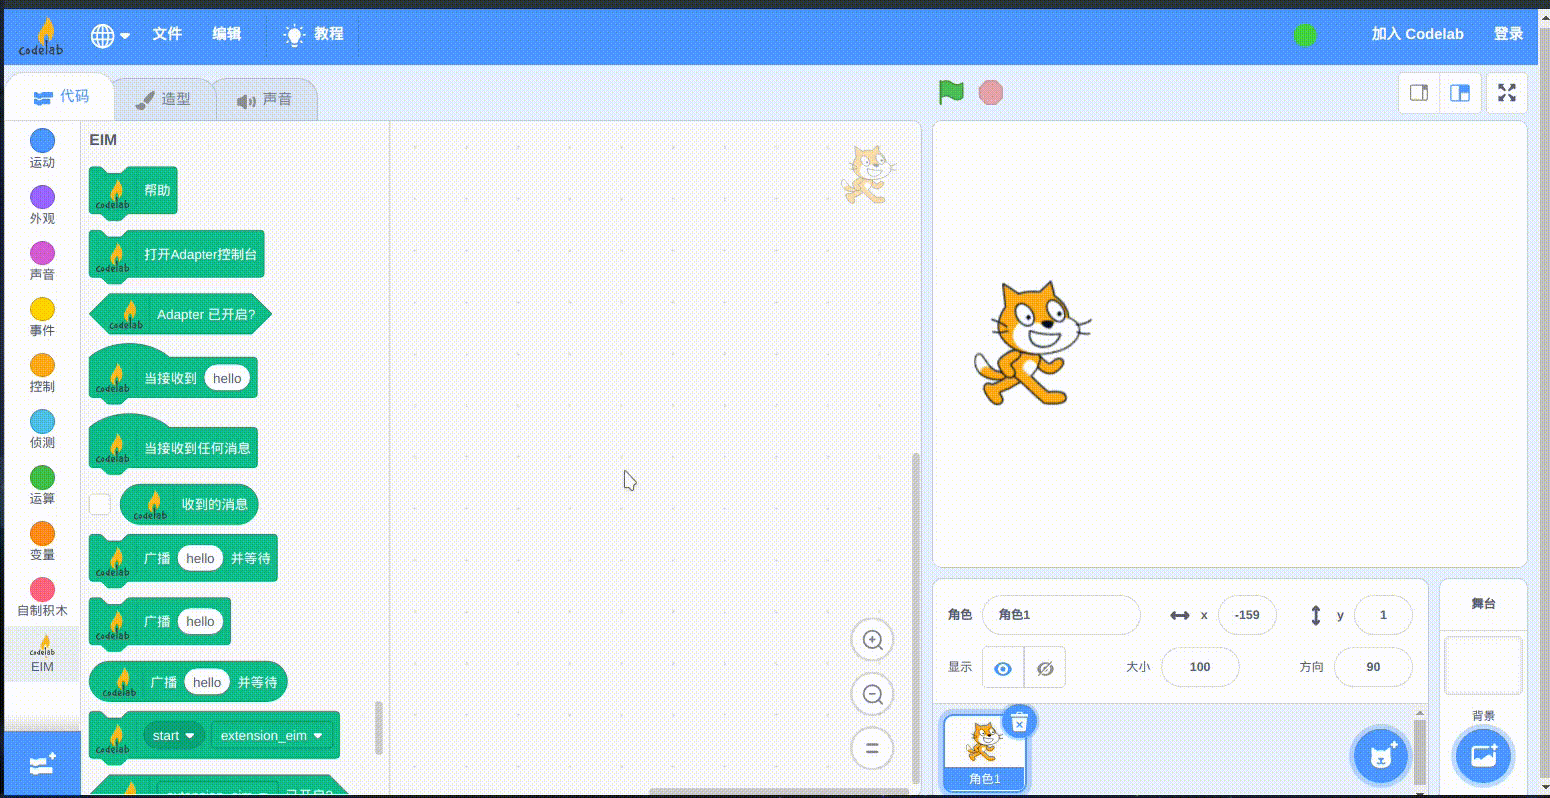 codelab
文件
编辑
教程
加入 Codelab
登录
代码
造型
声音
运动
外观
声音
事件
控制
侦测
运算
变量
自制积木
codelab
EIM
EIM
codelab 帮助
codelab 打开Adapter控制台
codelab Adapter 已开启?
codelab 当接收到 hello
codelab 当接收到任何消息
codelab 收到的消息
codelab 广播 hello 并等待
codelab 广播 hello
codelab 广播 hello 并等待
codelab start extension_eim
extension_eim 已开启?
角色 角色1 x -159 y 1
显示 大小 100 方向 90
角色1
舞台
背景